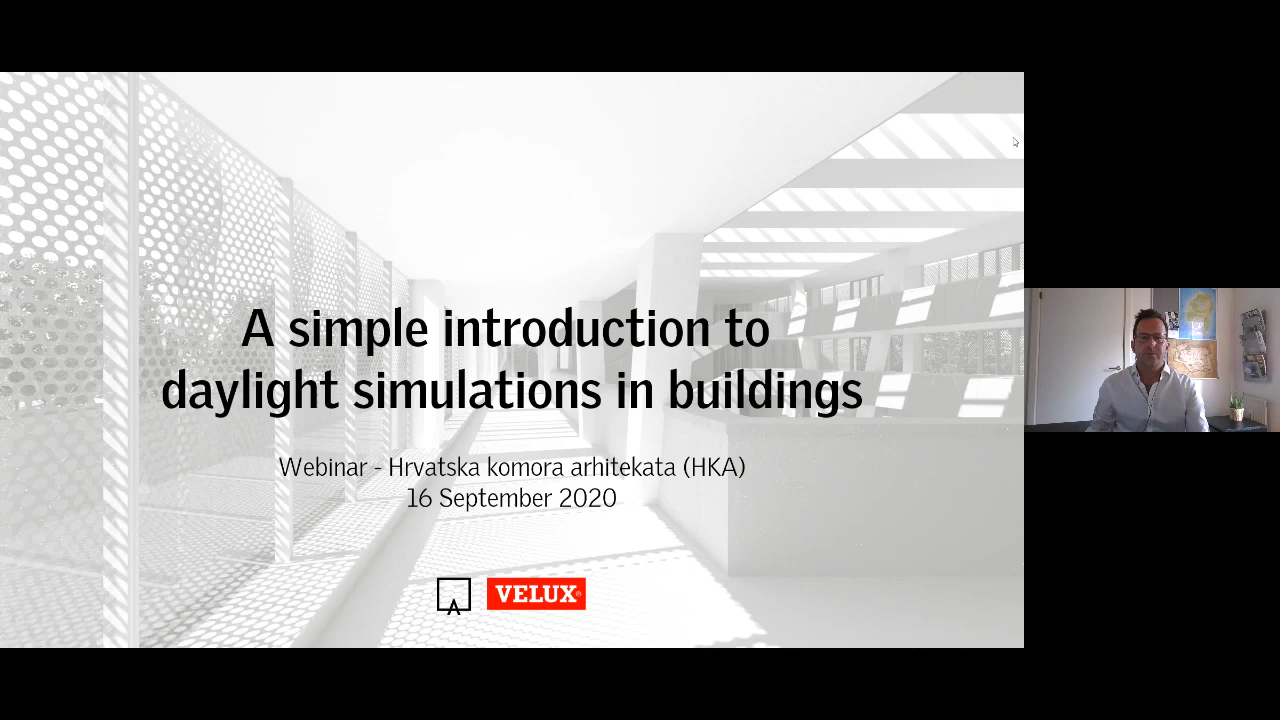 A simple introduction to
daylight simulations in buildings
Webinar - Hrvatska komora arhitekata (HKA)
16 September 2020
VELUX®